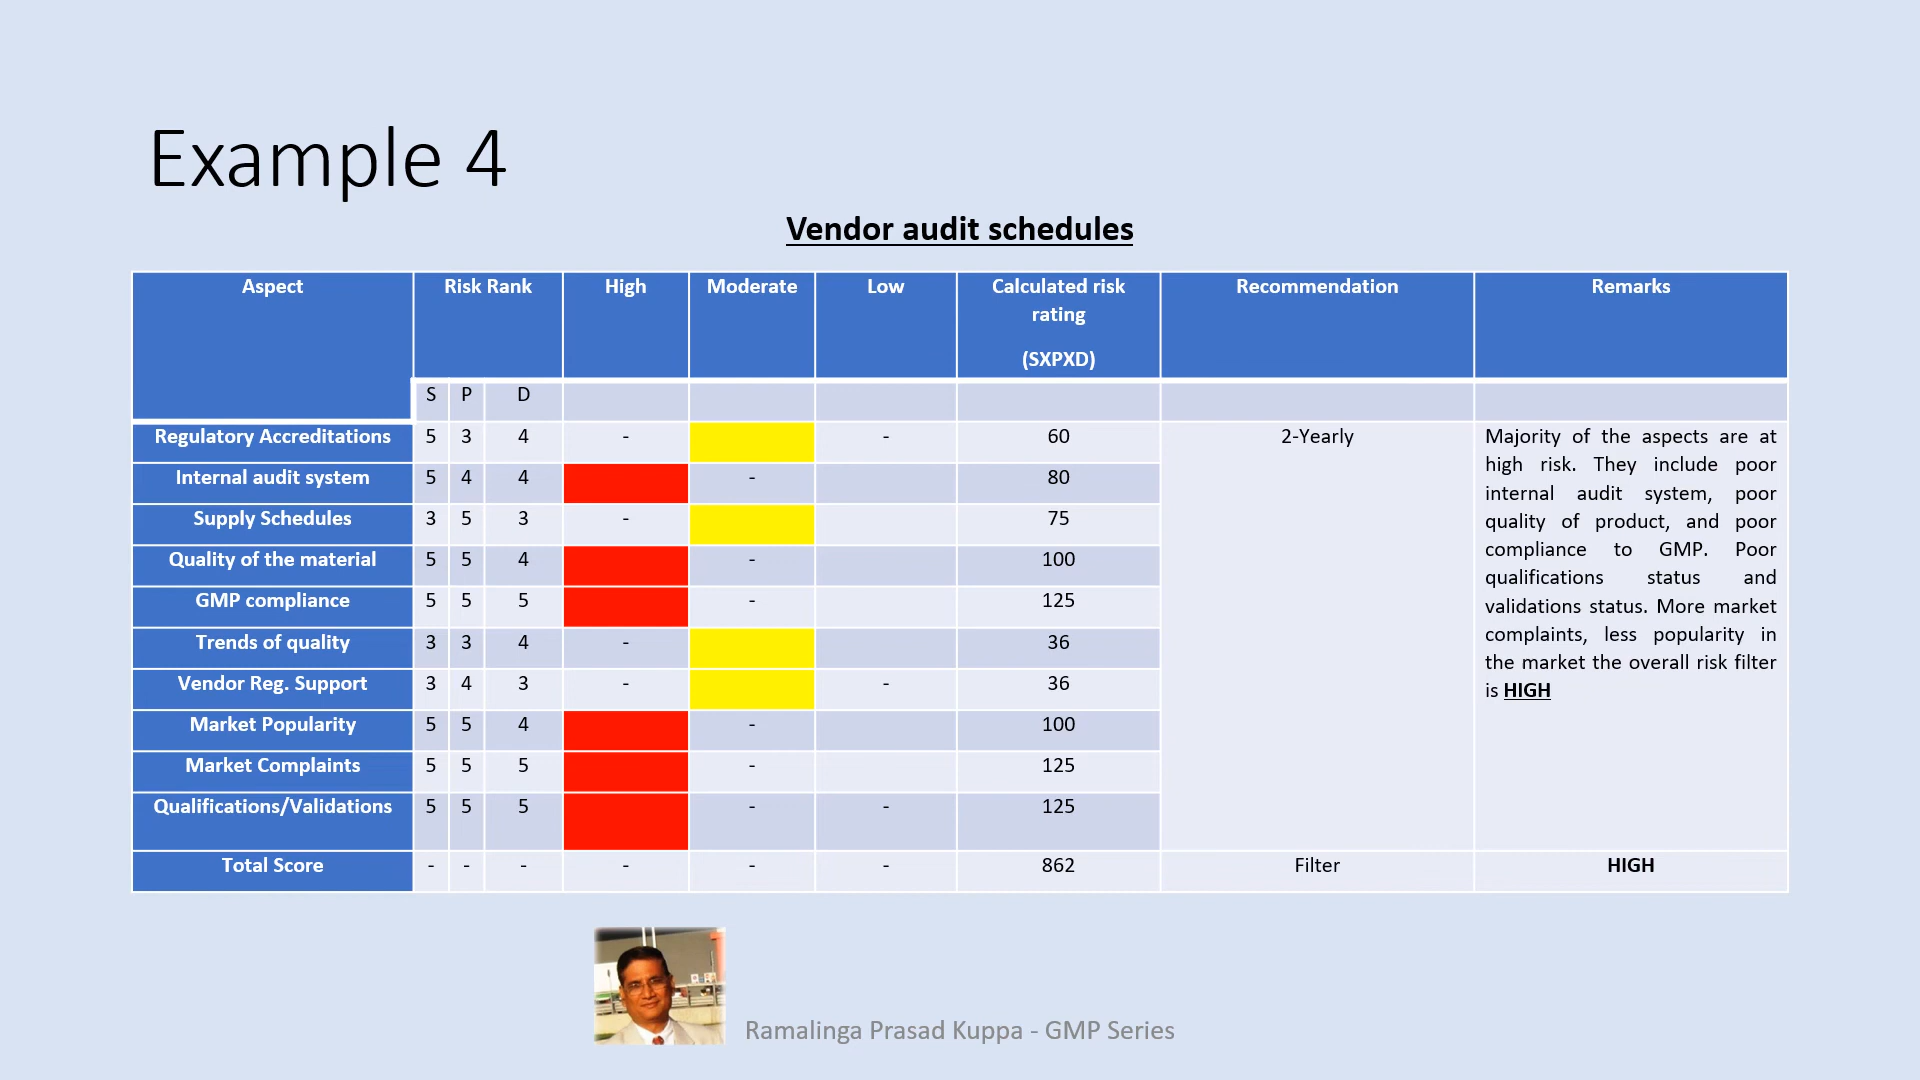 Example 4
Vendor audit schedules
Aspect Risk Rank High Moderate Low Calculated risk rating (SXPXD) Recommendation Remarks
S P D
Regulatory Accreditations 5 3 4 - - 60 2-Yearly
Internal audit system 5 4 4 - 80
Supply Schedules 3 5 3 - 75
Quality of the material 5 5 4 - 100
GMP compliance 5 5 5 - 125
Trends of quality 3 3 4 - 36
Vendor Reg. Support 3 4 3 - - 36
Market Popularity 5 5 4 - 100
Market Complaints 5 5 5 - 125
Qualifications/Validations 5 5 5 - - 125
Majority of the aspects are at
high risk. They include poor
internal audit system, poor
quality of product, and poor
compliance to GMP. Poor
qualifications status and
validations status. More market
complaints, less popularity in
the market the overall risk filter
is HIGH
Total Score - - - - - - 862 Filter HIGH
Ramalinga Prasad Kuppa - GMP Series